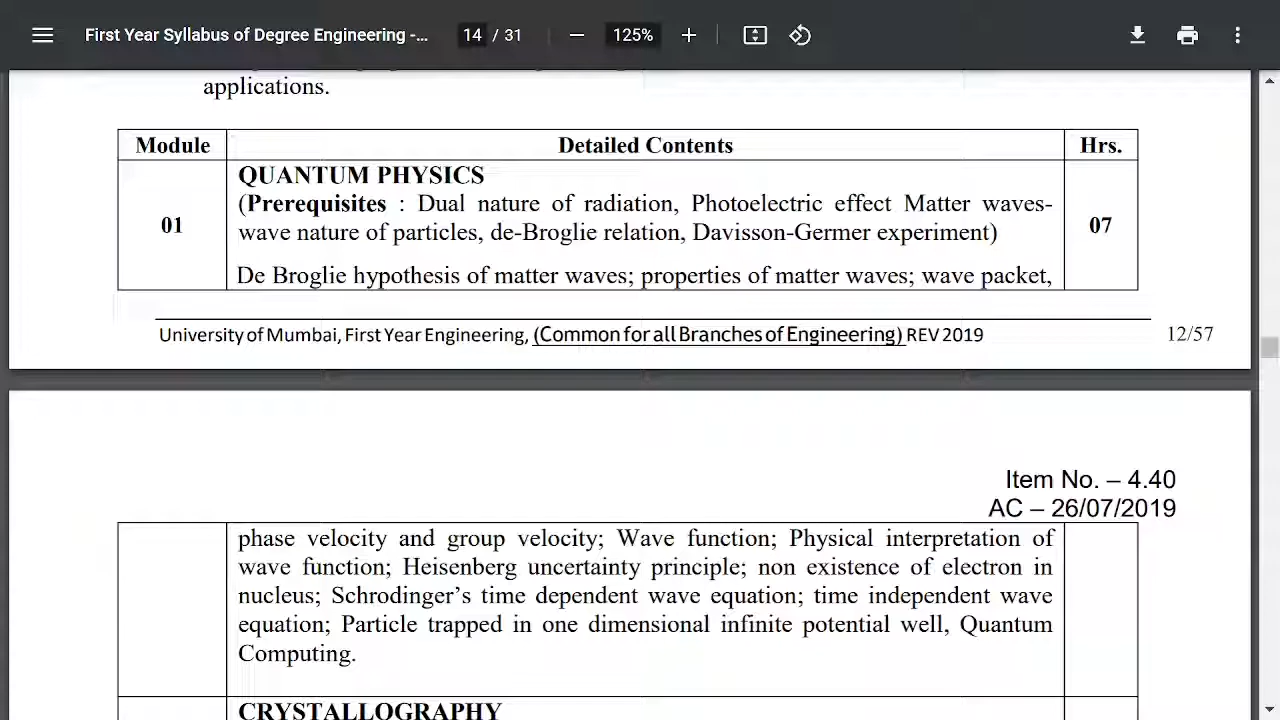 First Year Syllabus of Degree Engineering -... 14 / 31 125%
applications.
Module Detailed Contents Hrs.
QUANTUM PHYSICS
(Prerequisites : Dual nature of radiation, Photoelectric effect Matter waves-
01 wave nature of particles, de-Broglie relation, Davisson-Germer experiment) 07
De Broglie hypothesis of matter waves; properties of matter waves; wave packet,
University of Mumbai, First Year Engineering, (Common for all Branches of Engineering) REV 2019 12/57
Item No. – 4.40
AC – 26/07/2019
phase velocity and group velocity; Wave function; Physical interpretation of
wave function; Heisenberg uncertainty principle; non existence of electron in
nucleus; Schrodinger's time dependent wave equation; time independent wave
equation; Particle trapped in one dimensional infinite potential well, Quantum
Computing.
CRYSTALLOGRAPHY